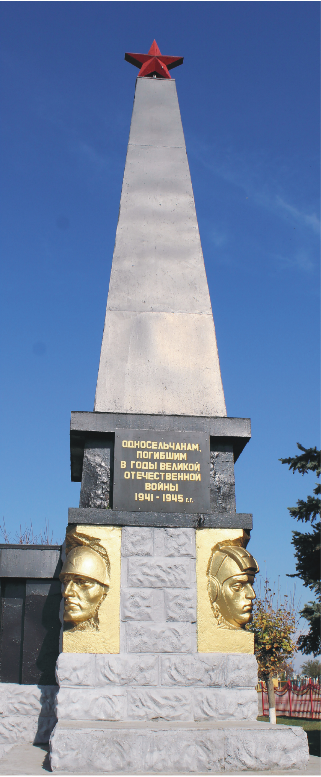 ОДНОСЕЛЬЧАНАМ,
ПОГИБШИМ
В ГОДЫ ВЕЛИКОЙ
ОТЕЧЕСТВЕННОЙ
ВОЙНЫ
1941 - 1945 г.г.